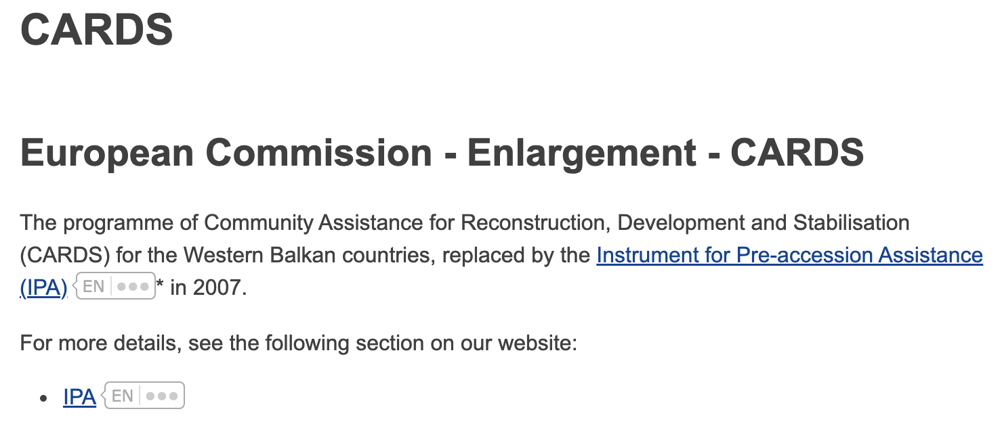 CARDS
European Commission - Enlargement - CARDS
The programme of Community Assistance for Reconstruction, Development and Stabilisation
(CARDS) for the Western Balkan countries, replaced by the Instrument for Pre-accession Assistance
(IPA) EN ●●● * in 2007.
For more details, see the following section on our website:
• IPA EN ●●●